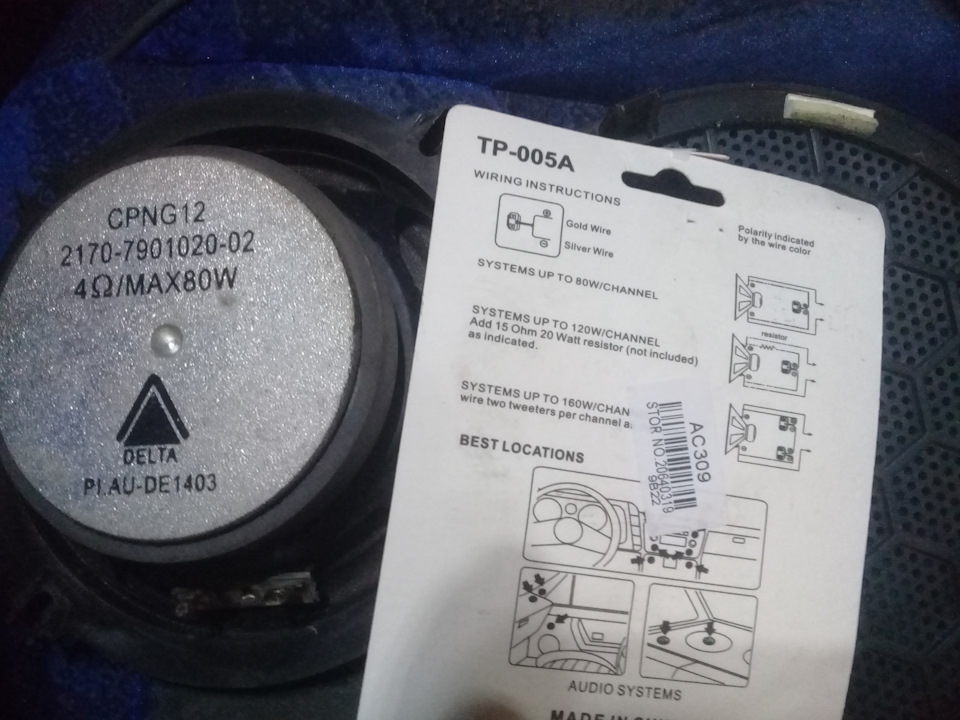 CPNG12
2170-7901020-02
4Ω/MAX80W
DELTA
PI.AU-DE1403
TP-005A
WIRING INSTRUCTIONS
Gold Wire
Silver Wire
Polarity indicated
by the wire color
SYSTEMS UP TO 80W/CHANNEL
SYSTEMS UP TO 120W/CHANNEL
Add 15 Ohm 20 Watt resistor (not included)
as indicated.
resistor
SYSTEMS UP TO 160W/CHAN
wire two tweeters per channel
AC309
STOR NO.20640319
9B22
BEST LOCATIONS
AUDIO SYSTEMS
MADE IN